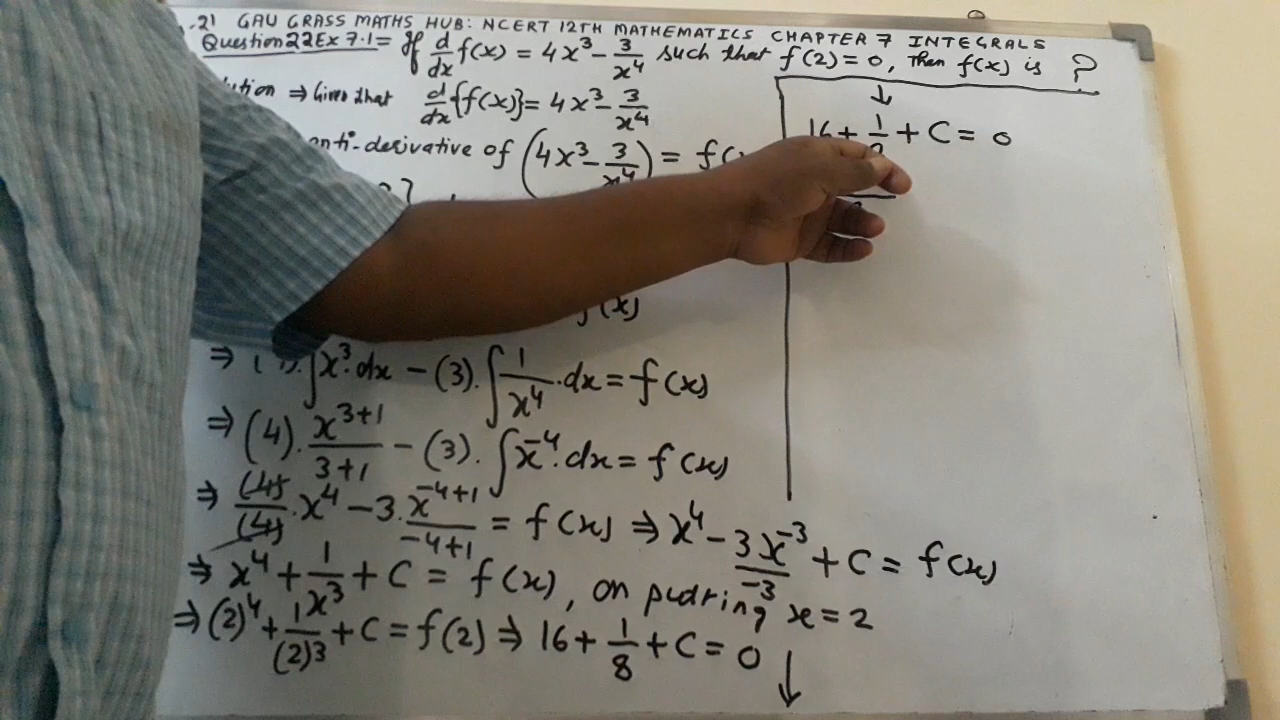 .21 GAU GRASS MATHS HUB: NCERT 12TH MATHEMATICS CHAPTER 7 INTEGRALS
Question 22 Ex 7.1 = If d/dx f(x) = 4x³ - 3/x⁴ such that f(2) = 0, Then f(x) is ?
ution ⇒ Given that d/dx {f(x)} = 4x³ - 3/x⁴
anti-derivative of (4x³ - 3/x⁴) = f(
f(x)
⇒ ∫x³.dx - (3).∫1/x⁴.dx = f(x)
⇒ (4).x³⁺¹/3+1 - (3).∫x⁻⁴.dx = f(x)
⇒ (4)/(4).x⁴ - 3.x⁻⁴⁺¹/-4+1 = f(x) ⇒ x⁴ - 3x⁻³/-3 + C = f(x)
⇒ x⁴ + 1/x³ + C = f(x), on putting x = 2
⇒ (2)⁴ + 1/(2)³ + C = f(2) ⇒ 16 + 1/8 + C = 0 ↓
↓
16 + 1/8 + C = 0